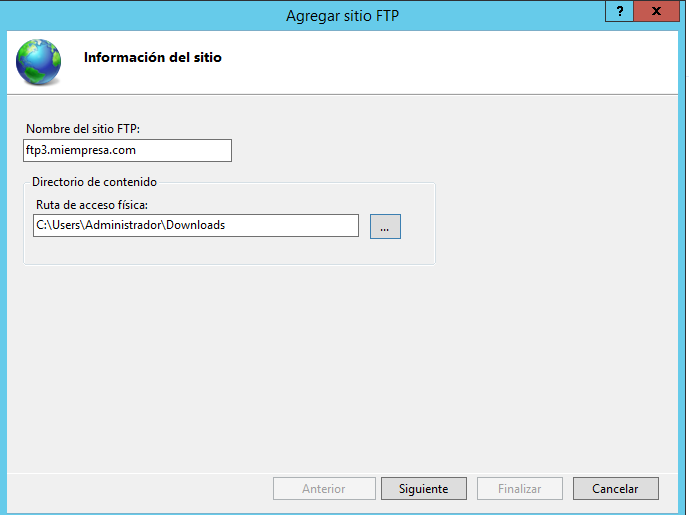 Agregar sitio FTP
? x
Información del sitio
Nombre del sitio FTP:
ftp3.miempresa.com
Directorio de contenido
Ruta de acceso física:
C:\Users\Administrador\Downloads
...
Anterior Siguiente Finalizar Cancelar